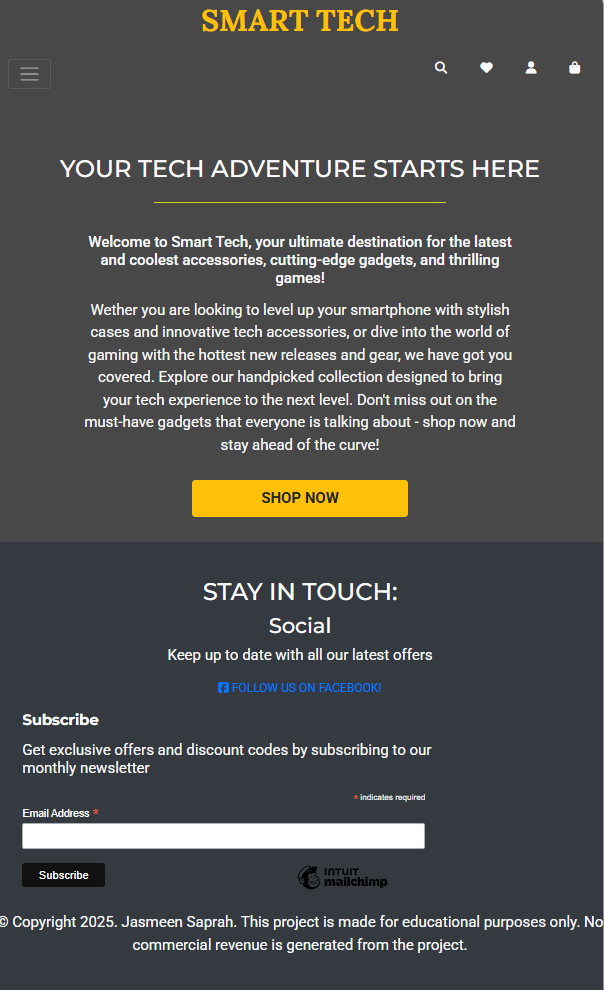 SMART TECH
YOUR TECH ADVENTURE STARTS HERE
Welcome to Smart Tech, your ultimate destination for the latest
and coolest accessories, cutting-edge gadgets, and thrilling
games!
Wether you are looking to level up your smartphone with stylish
cases and innovative tech accessories, or dive into the world of
gaming with the hottest new releases and gear, we have got you
covered. Explore our handpicked collection designed to bring
your tech experience to the next level. Don't miss out on the
must-have gadgets that everyone is talking about - shop now and
stay ahead of the curve!
SHOP NOW
STAY IN TOUCH:
Social
Keep up to date with all our latest offers
FOLLOW US ON FACEBOOK!
Subscribe
Get exclusive offers and discount codes by subscribing to our
monthly newsletter
* indicates required
Email Address *
Subscribe
INTUIT
mailchimp
© Copyright 2025. Jasmeen Saprah. This project is made for educational purposes only. No
commercial revenue is generated from the project.